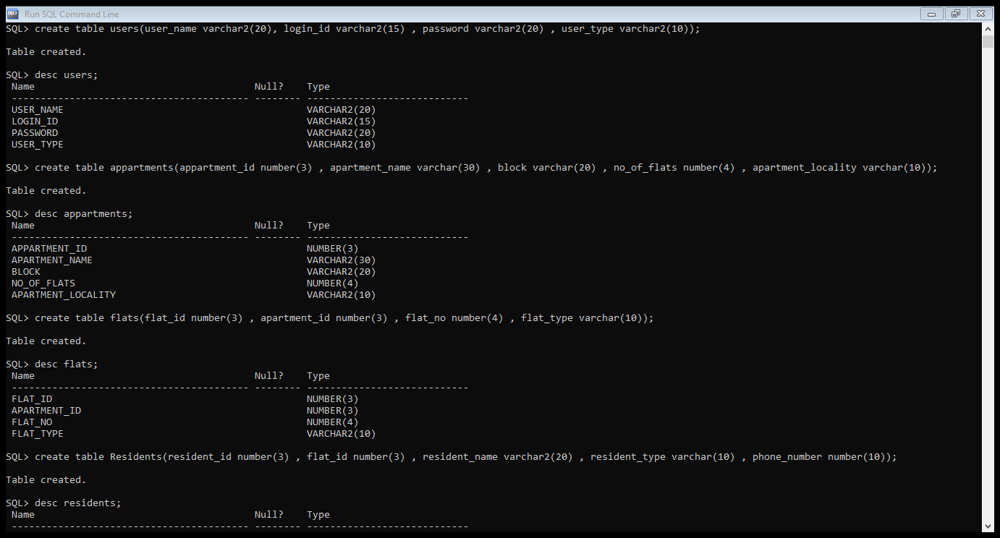 Run SQL Command Line
SQL> create table users(user_name varchar2(20), login_id varchar2(15) , password varchar2(20) , user_type varchar2(10));
Table created.
SQL> desc users;
Name Null? Type
----------------------------------------- -------- ----------------------------
USER_NAME VARCHAR2(20)
LOGIN_ID VARCHAR2(15)
PASSWORD VARCHAR2(20)
USER_TYPE VARCHAR2(10)
SQL> create table appartments(appartment_id number(3) , apartment_name varchar(30) , block varchar(20) , no_of_flats number(4) , apartment_locality varchar(10));
Table created.
SQL> desc appartments;
Name Null? Type
----------------------------------------- -------- ----------------------------
APPARTMENT_ID NUMBER(3)
APARTMENT_NAME VARCHAR2(30)
BLOCK VARCHAR2(20)
NO_OF_FLATS NUMBER(4)
APARTMENT_LOCALITY VARCHAR2(10)
SQL> create table flats(flat_id number(3) , apartment_id number(3) , flat_no number(4) , flat_type varchar(10));
Table created.
SQL> desc flats;
Name Null? Type
----------------------------------------- -------- ----------------------------
FLAT_ID NUMBER(3)
APARTMENT_ID NUMBER(3)
FLAT_NO NUMBER(4)
FLAT_TYPE VARCHAR2(10)
SQL> create table Residents(resident_id number(3) , flat_id number(3) , resident_name varchar2(20) , resident_type varchar(10) , phone_number number(10));
Table created.
SQL> desc residents;
Name Null? Type
----------------------------------------- -------- ----------------------------